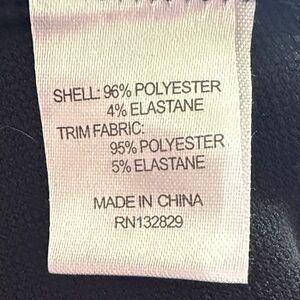 SHELL: 96% POLYESTER
4% ELASTANE
TRIM FABRIC:
95% POLYESTER
5% ELASTANE
MADE IN CHINA
RN132829